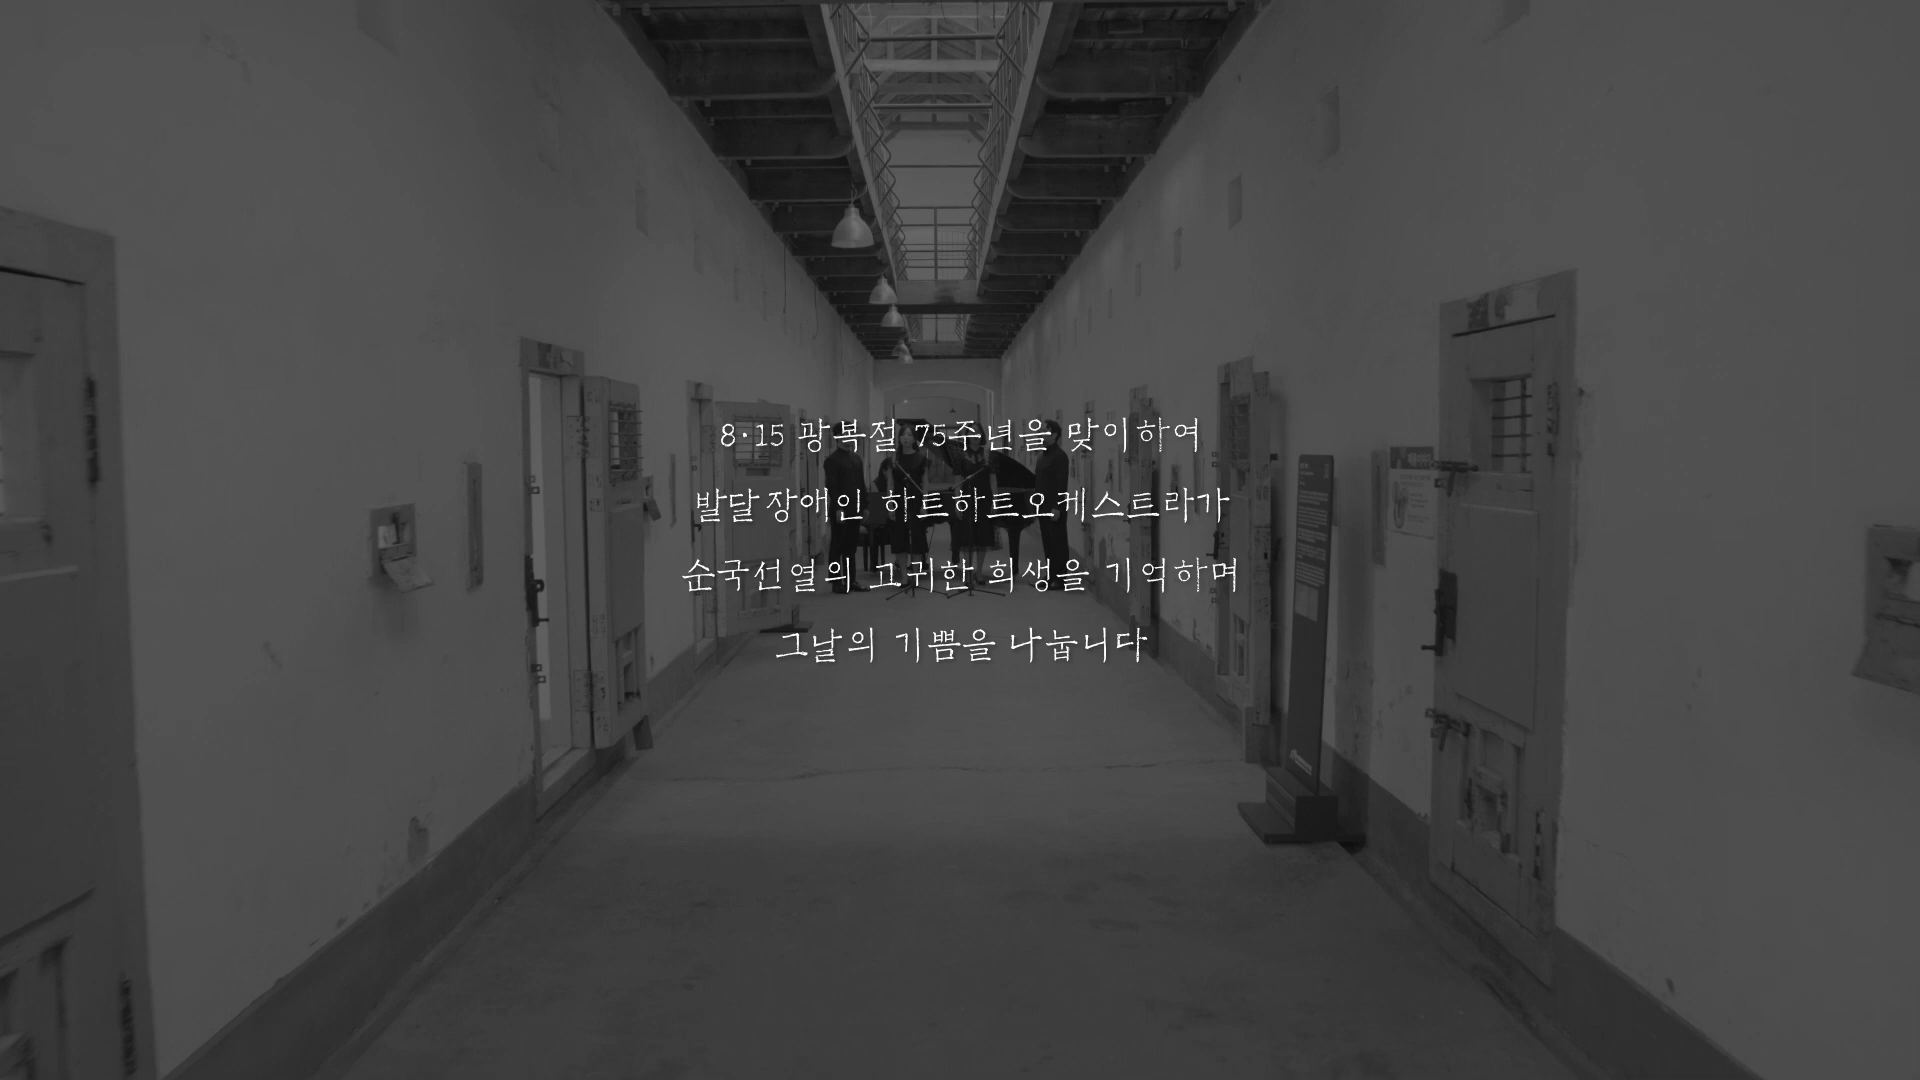 8·15 광복절 75주년을 맞이하여
발달장애인 하트하트오케스트라가
순국선열의 고귀한 희생을 기억하며
그날의 기쁨을 나눕니다